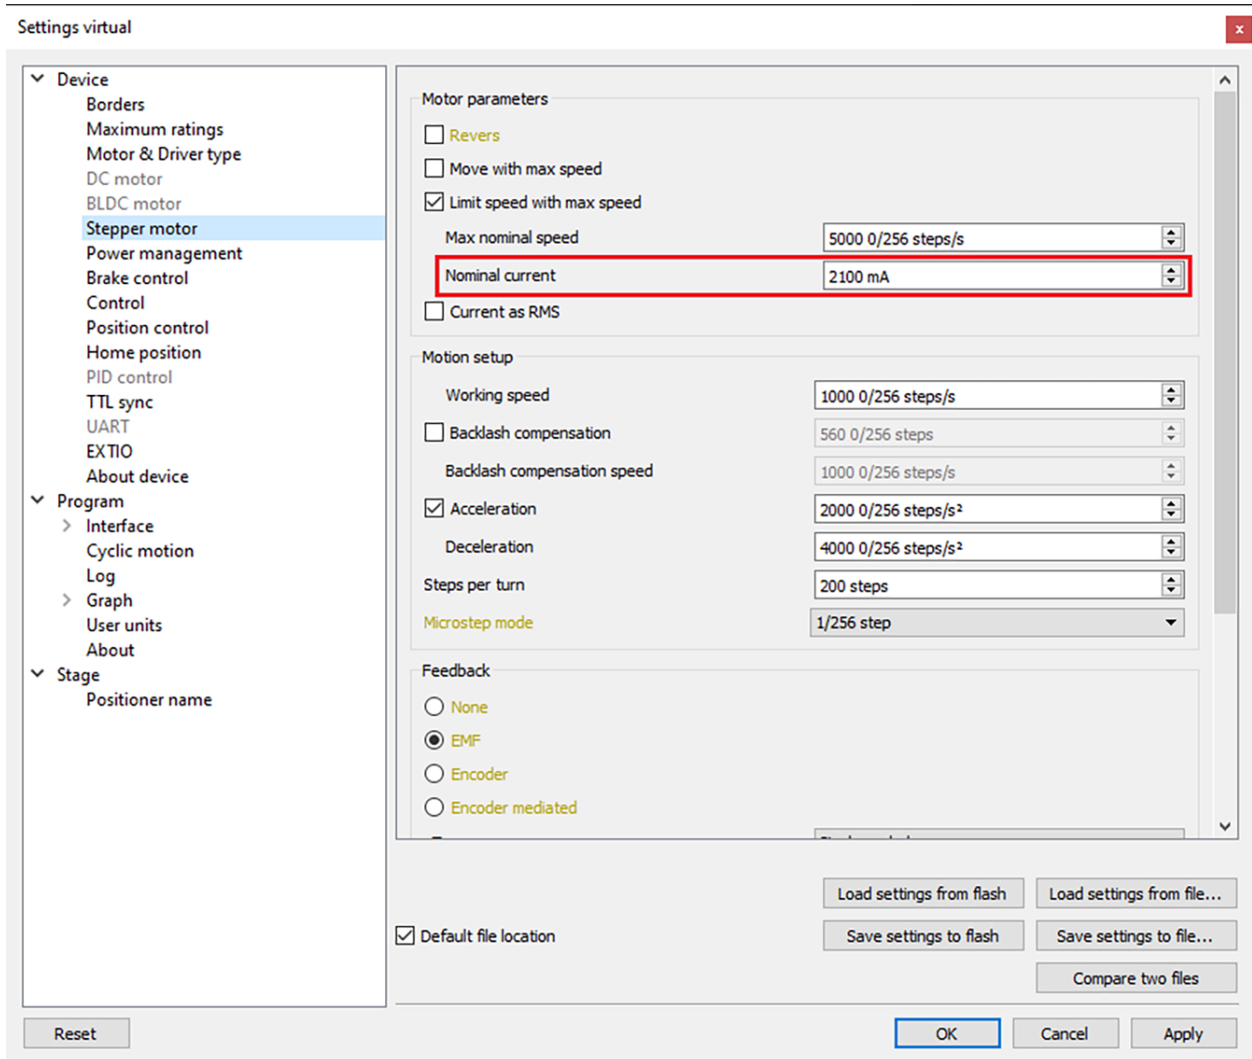 Settings virtual
x
Device
Borders
Maximum ratings
Motor & Driver type
DC motor
BLDC motor
Stepper motor
Power management
Brake control
Control
Position control
Home position
PID control
TTL sync
UART
EXTIO
About device
Program
Interface
Cyclic motion
Log
Graph
User units
About
Stage
Positioner name
Motor parameters
Revers
Move with max speed
Limit speed with max speed
Max nominal speed 5000 0/256 steps/s
Nominal current 2100 mA
Current as RMS
Motion setup
Working speed 1000 0/256 steps/s
Backlash compensation 560 0/256 steps
Backlash compensation speed 1000 0/256 steps/s
Acceleration 2000 0/256 steps/s²
Deceleration 4000 0/256 steps/s²
Steps per turn 200 steps
Microstep mode 1/256 step
Feedback
None
EMF
Encoder
Encoder mediated
Load settings from flash Load settings from file...
Default file location Save settings to flash Save settings to file...
Compare two files
Reset OK Cancel Apply